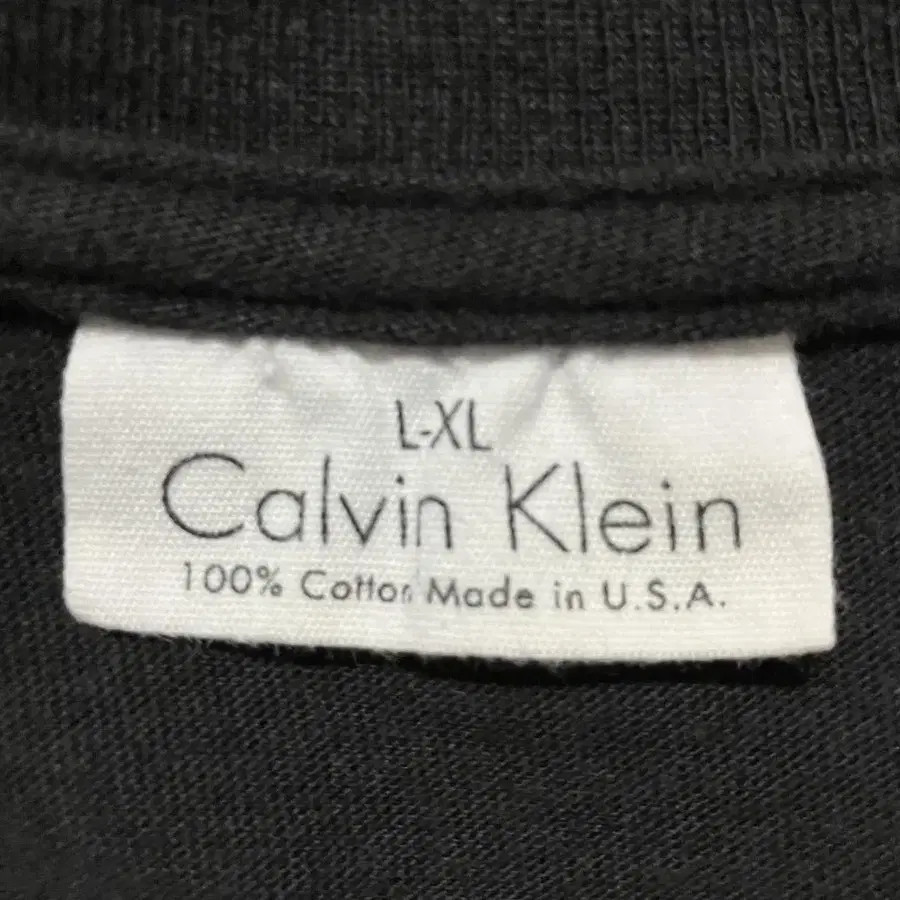 L-XL
Calvin Klein
100% Cotton Made in U.S.A.